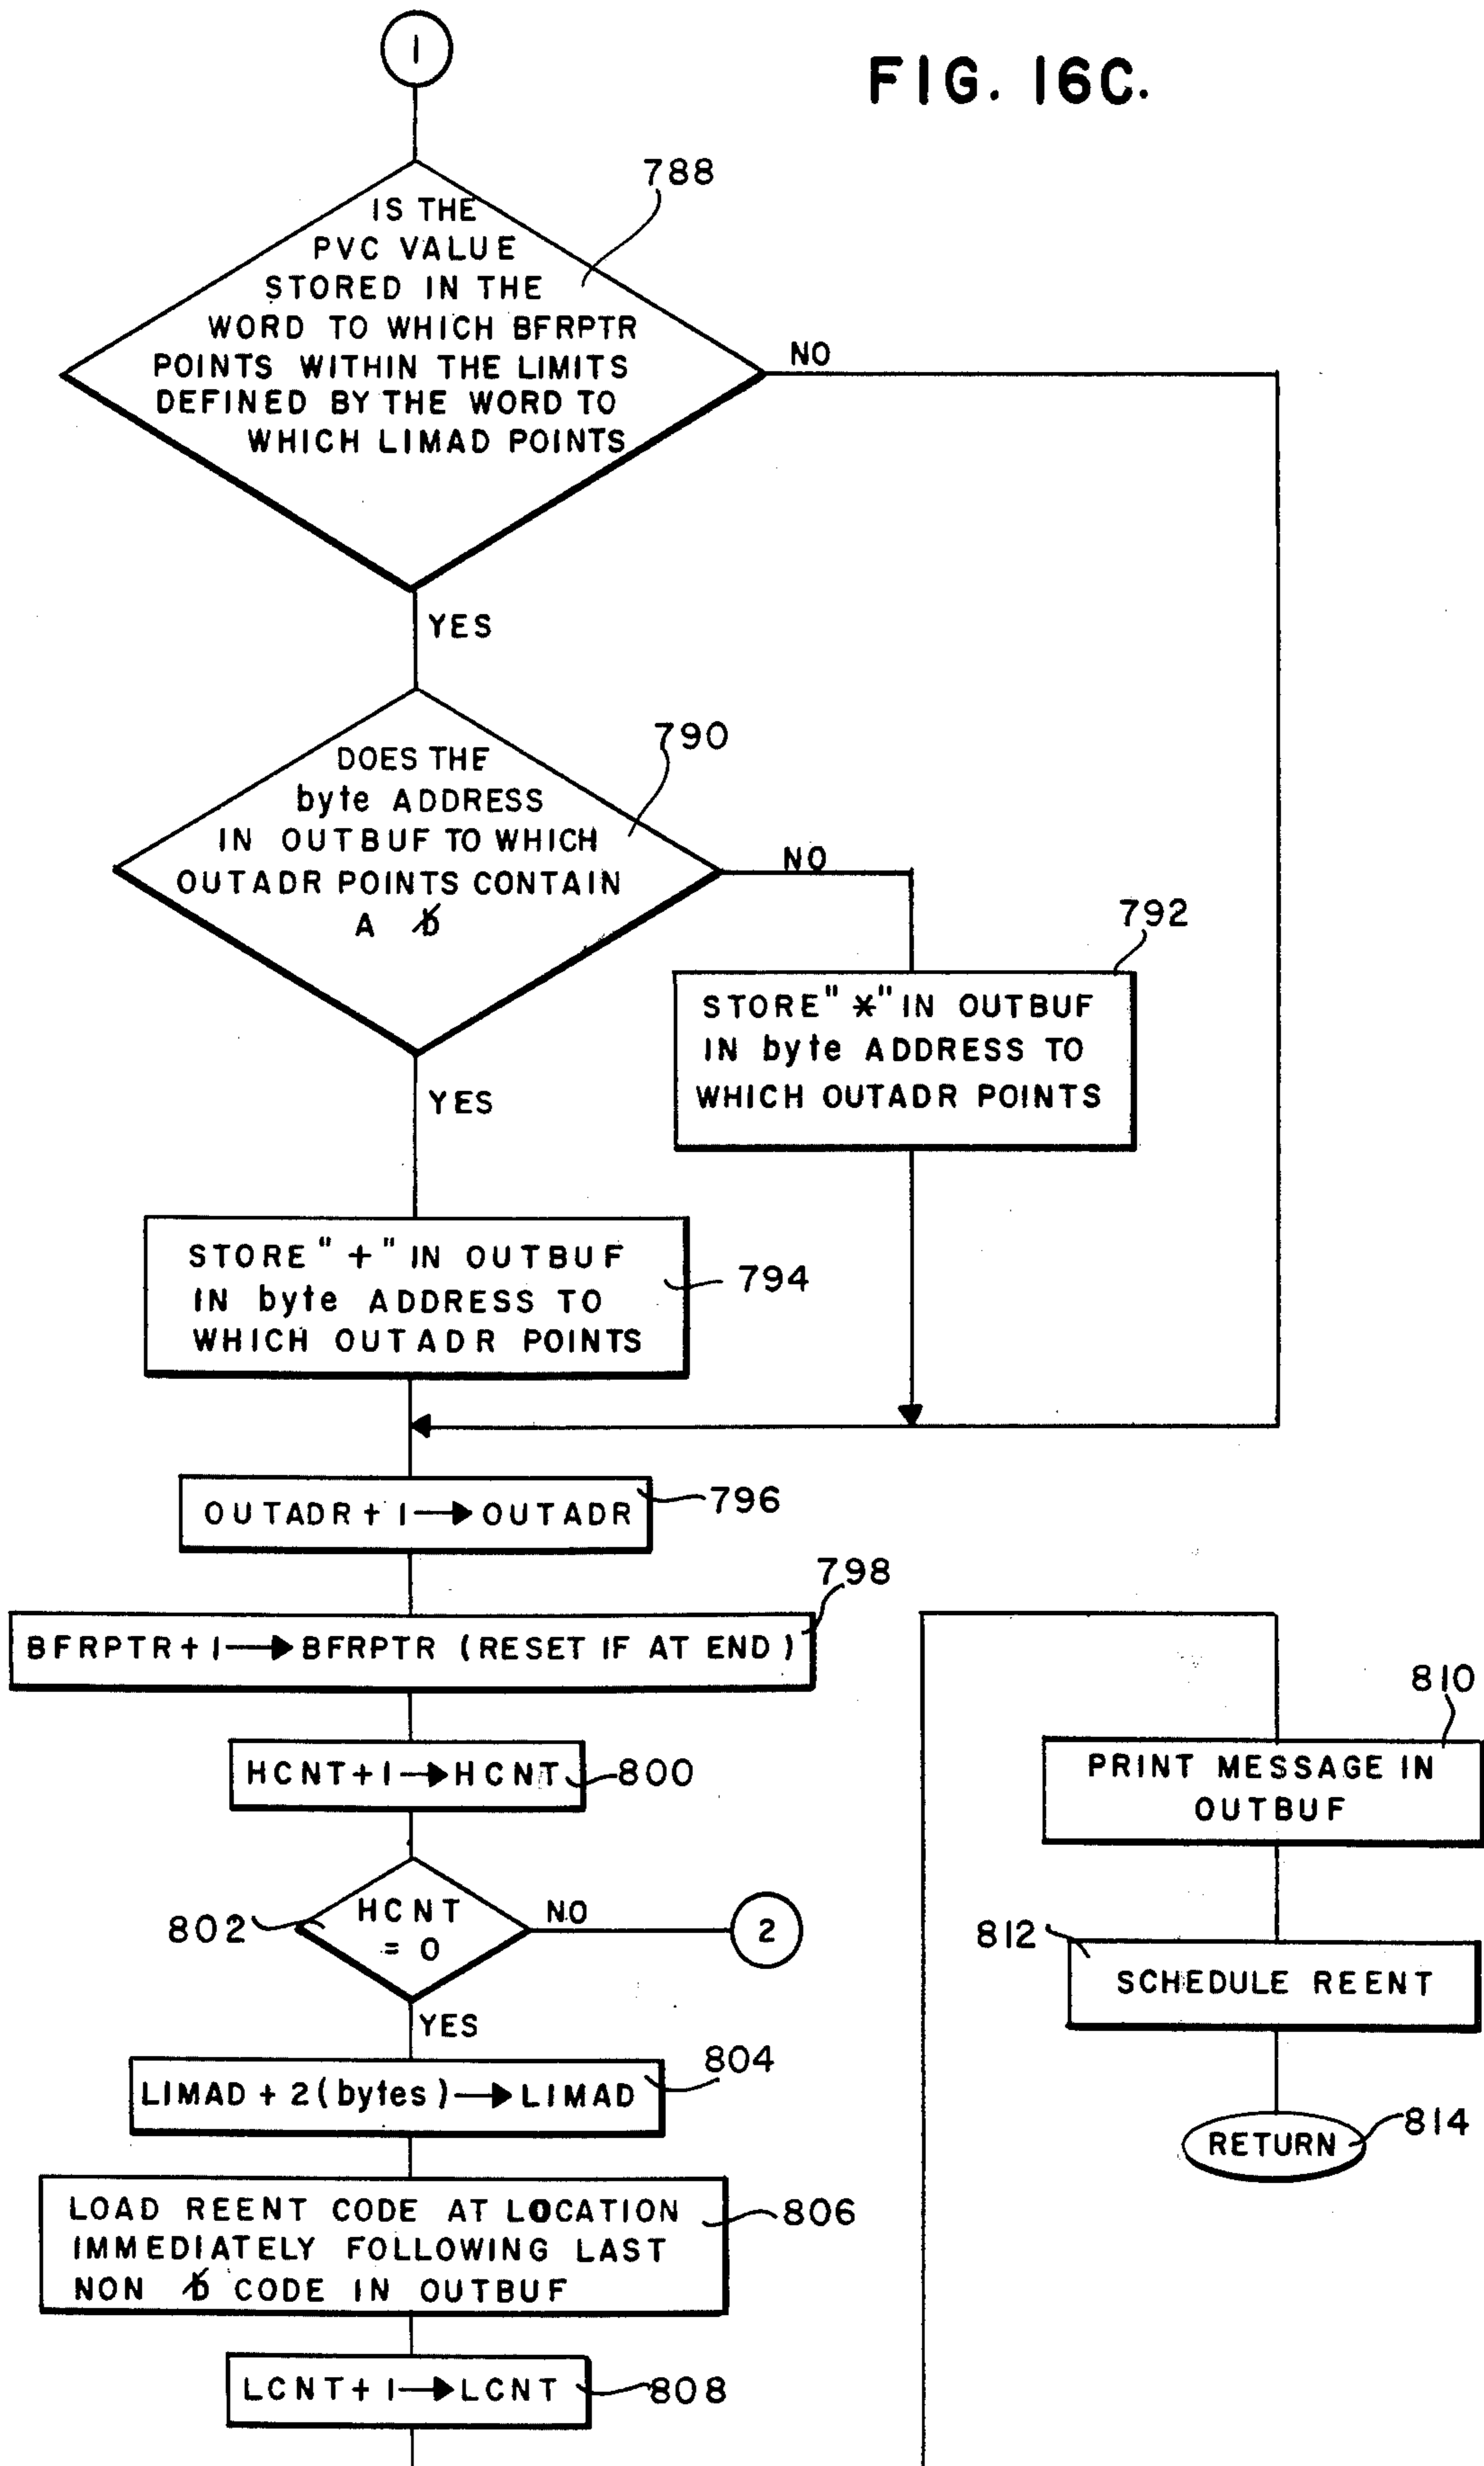 1
FIG. 16C.
788
IS THE
PVC VALUE
STORED IN THE
WORD TO WHICH BFRPTR
POINTS WITHIN THE LIMITS
DEFINED BY THE WORD TO
WHICH LIMAD POINTS
NO
YES
790
DOES THE
byte ADDRESS
IN OUTBUF TO WHICH
OUTADR POINTS CONTAIN
A b̸
NO
YES
792
STORE "*" IN OUTBUF
IN byte ADDRESS TO
WHICH OUTADR POINTS
STORE "+" IN OUTBUF
IN byte ADDRESS TO
WHICH OUTADR POINTS
794
OUTADR + 1 → OUTADR
796
798
BFRPTR + 1 → BFRPTR (RESET IF AT END)
HCNT + 1 → HCNT
800
802
HCNT
= 0
NO
2
YES
LIMAD + 2 (bytes) → LIMAD
804
LOAD REENT CODE AT LOCATION
IMMEDIATELY FOLLOWING LAST
NON b̸ CODE IN OUTBUF
806
LCNT + 1 → LCNT
808
810
PRINT MESSAGE IN
OUTBUF
812
SCHEDULE REENT
RETURN
814